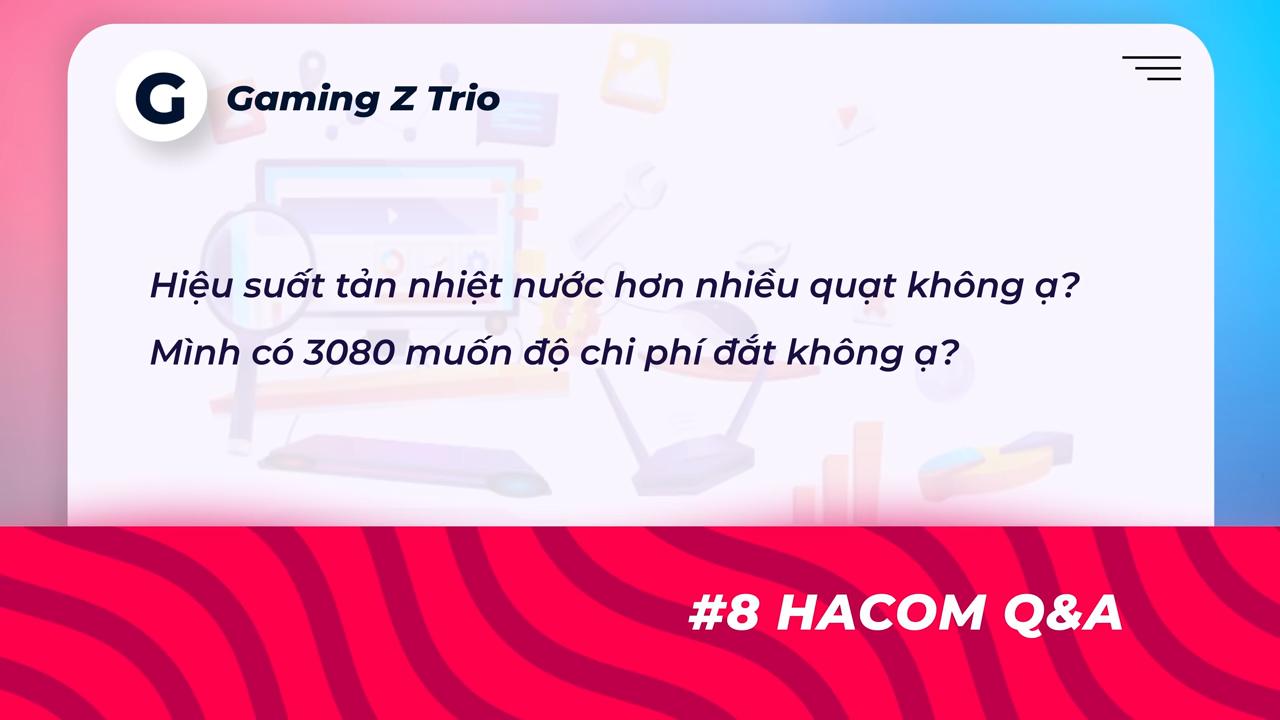 G
Gaming Z Trio
Hiệu suất tản nhiệt nước hơn nhiều quạt không ạ?
Mình có 3080 muốn độ chi phí đắt không ạ?
#8 HACOM Q&A